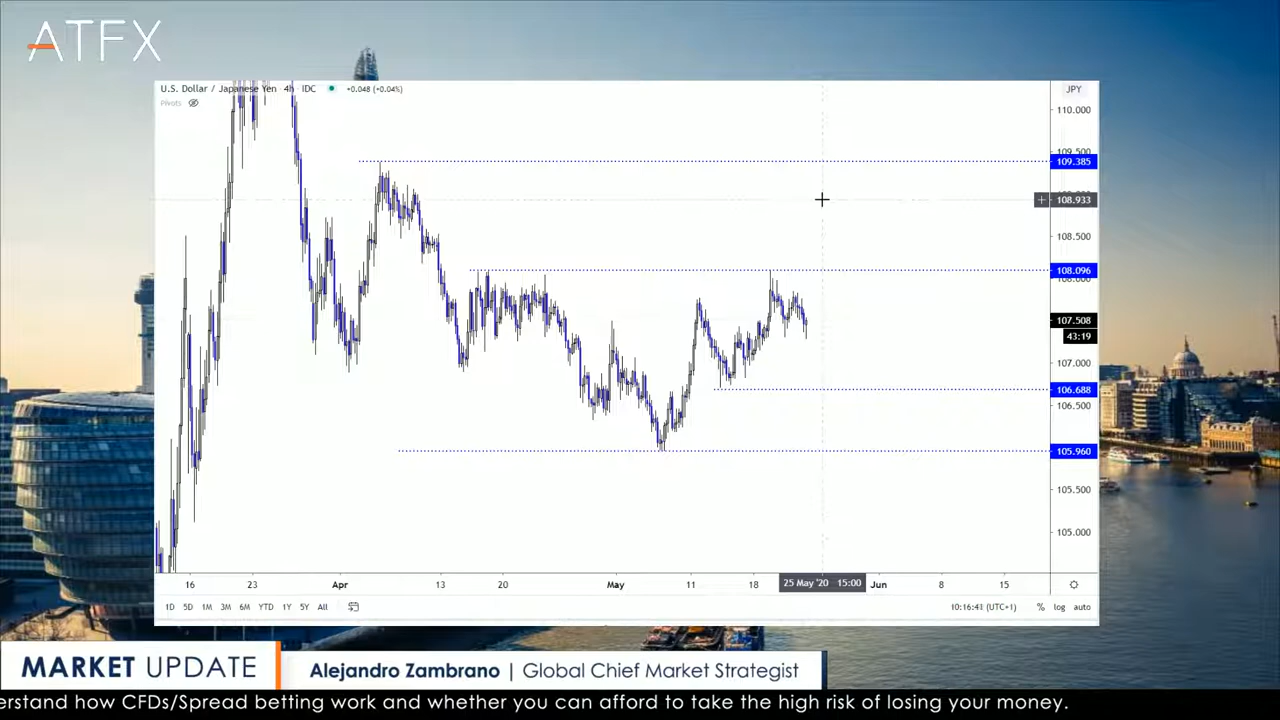 ATFX
U.S. Dollar / Japanese Yen 4h IDC +0.048 (+0.04%)
Pivots
JPY
110.000
109.500
109.385
108.933
108.500
108.096
108.000
107.508
43:19
107.000
106.688
106.500
105.960
105.500
105.000
16 23 Apr 13 20 May 11 18 25 May '20 15:00 Jun 8 15
1D 5D 1M 3M 6M YTD 1Y 5Y All 10:16:41 (UTC+1) % log auto
MARKET UPDATE
Alejandro Zambrano | Global Chief Market Strategist
erstand how CFDs/Spread betting work and whether you can afford to take the high risk of losing your money.